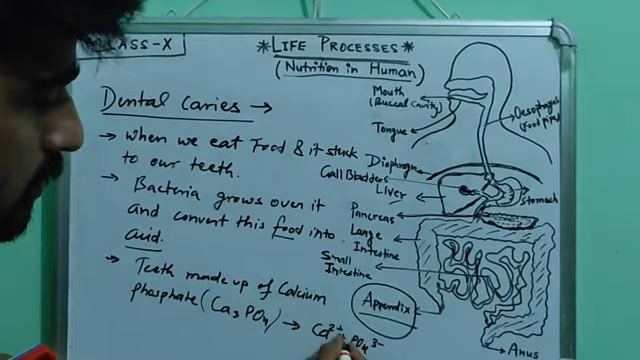 CLASS-X
*LIFE PROCESSES*
(Nutrition in Human)
Dental Caries →
→ When we eat Food & it stuck
to our teeth.
→ Bacteria grows over it
and convert this food into
acid.
→ Teeth made up of Calcium
phosphate (Ca3PO4) → Ca2+ PO4 3-
Mouth
(Buccal Cavity)
Tongue
Oesophagus
(Food pipe)
Diaphragm
Gall Bladder
Liver
Stomach
Pancreas
Large
Intestine
Small
Intestine
Appendix
Anus